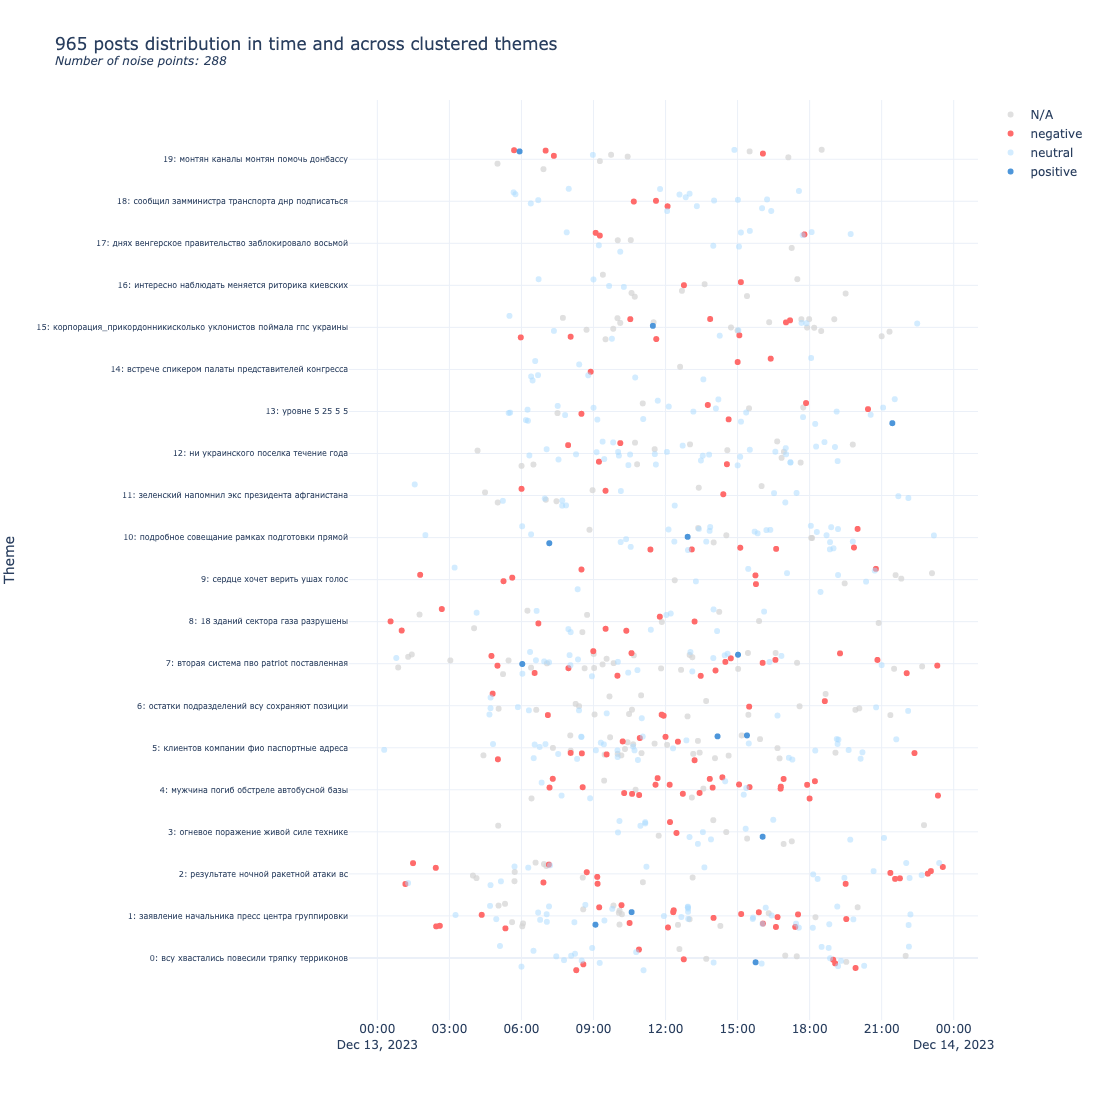 965 posts distribution in time and across clustered themes
Number of noise points: 288
N/A
negative
neutral
positive
Theme
19: монтян каналы монтян помочь донбассу
18: сообщил замминистра транспорта днр подписаться
17: днях венгерское правительство заблокировало восьмой
16: интересно наблюдать меняется риторика киевских
15: корпорация_прикордонникисколько уклонистов поймала гпс украины
14: встрече спикером палаты представителей конгресса
13: уровне 5 25 5 5
12: ни украинского поселка течение года
11: зеленский напомнил экс президента афганистана
10: подробное совещание рамках подготовки прямой
9: сердце хочет верить ушах голос
8: 18 зданий сектора газа разрушены
7: вторая система пво patriot поставленная
6: остатки подразделений всу сохраняют позиции
5: клиентов компании фио паспортные адреса
4: мужчина погиб обстреле автобусной базы
3: огневое поражение живой силе технике
2: результате ночной ракетной атаки вс
1: заявление начальника пресс центра группировки
0: всу хвастались повесили тряпку терриконов
00:00 03:00 06:00 09:00 12:00 15:00 18:00 21:00 00:00
Dec 13, 2023 Dec 14, 2023